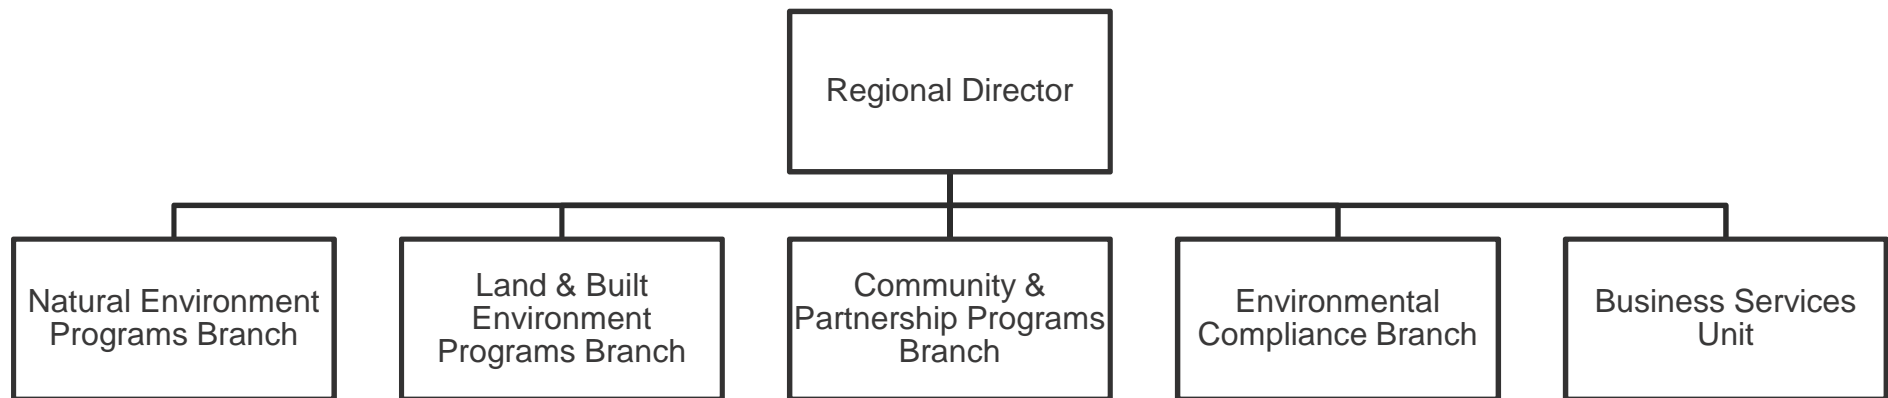 Regional Director
Natural Environment
Programs Branch
Land & Built
Environment
Programs Branch
Community &
Partnership Programs
Branch
Environmental
Compliance Branch
Business Services
Unit